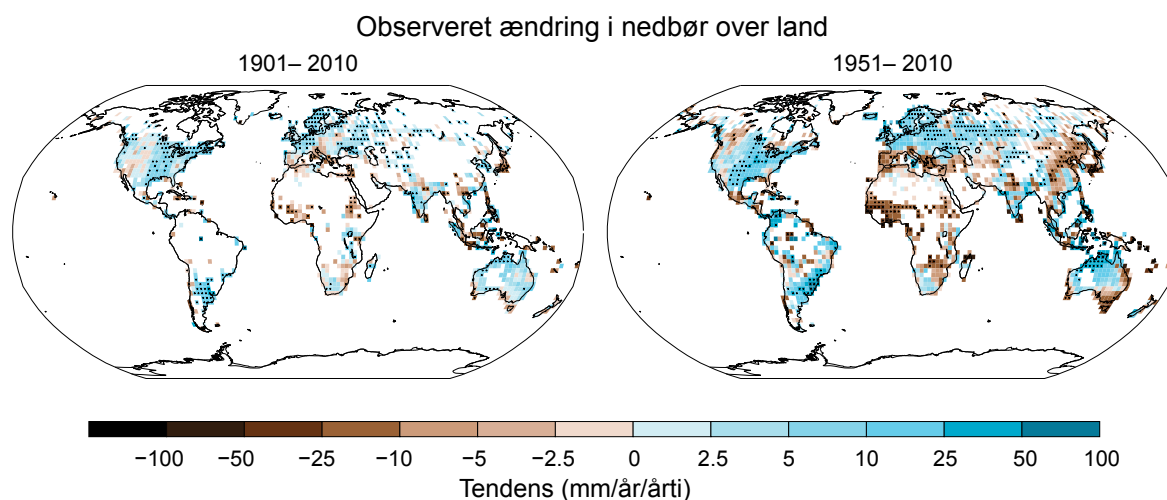 Observeret ændring i nedbør over land
1901– 2010
1951– 2010
−100 −50 −25 −10 −5 −2.5 0 2.5 5 10 25 50 100
Tendens (mm/år/årti)